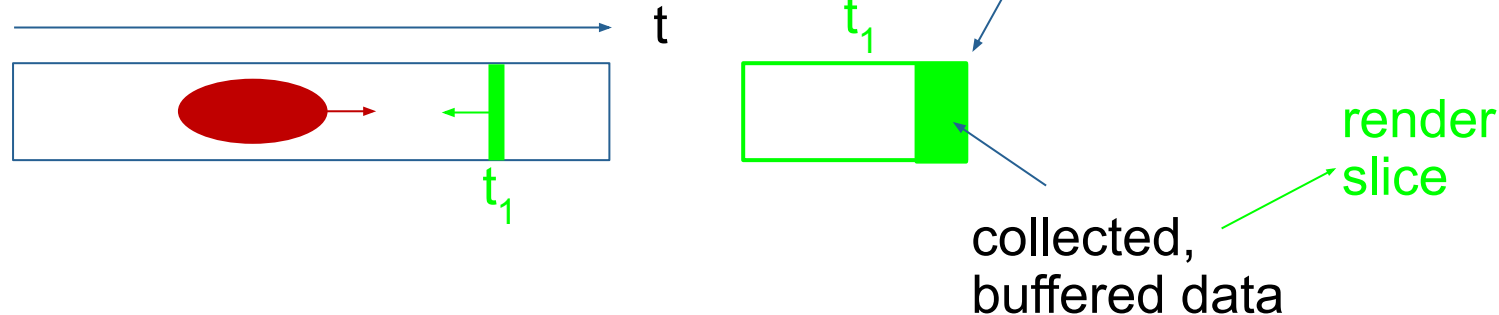 t
t₁
t₁
render
slice
collected,
buffered data